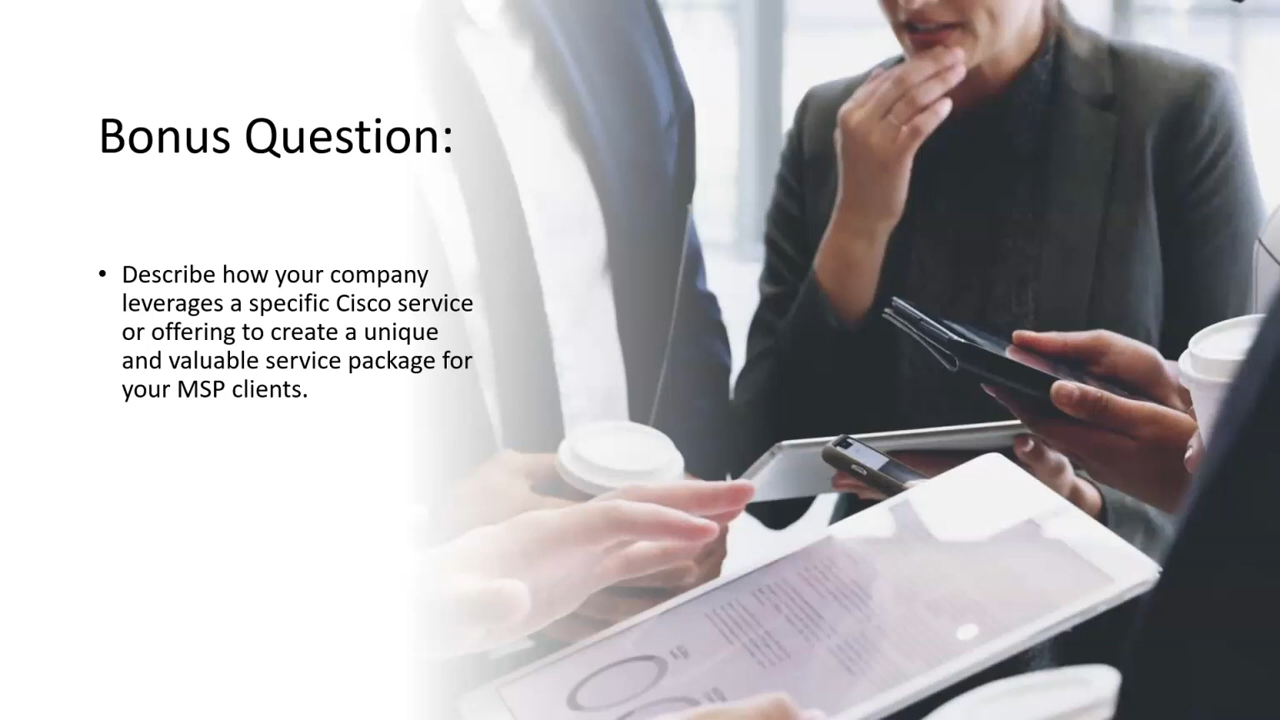 Bonus Question:
• Describe how your company
leverages a specific Cisco service
or offering to create a unique
and valuable service package for
your MSP clients.